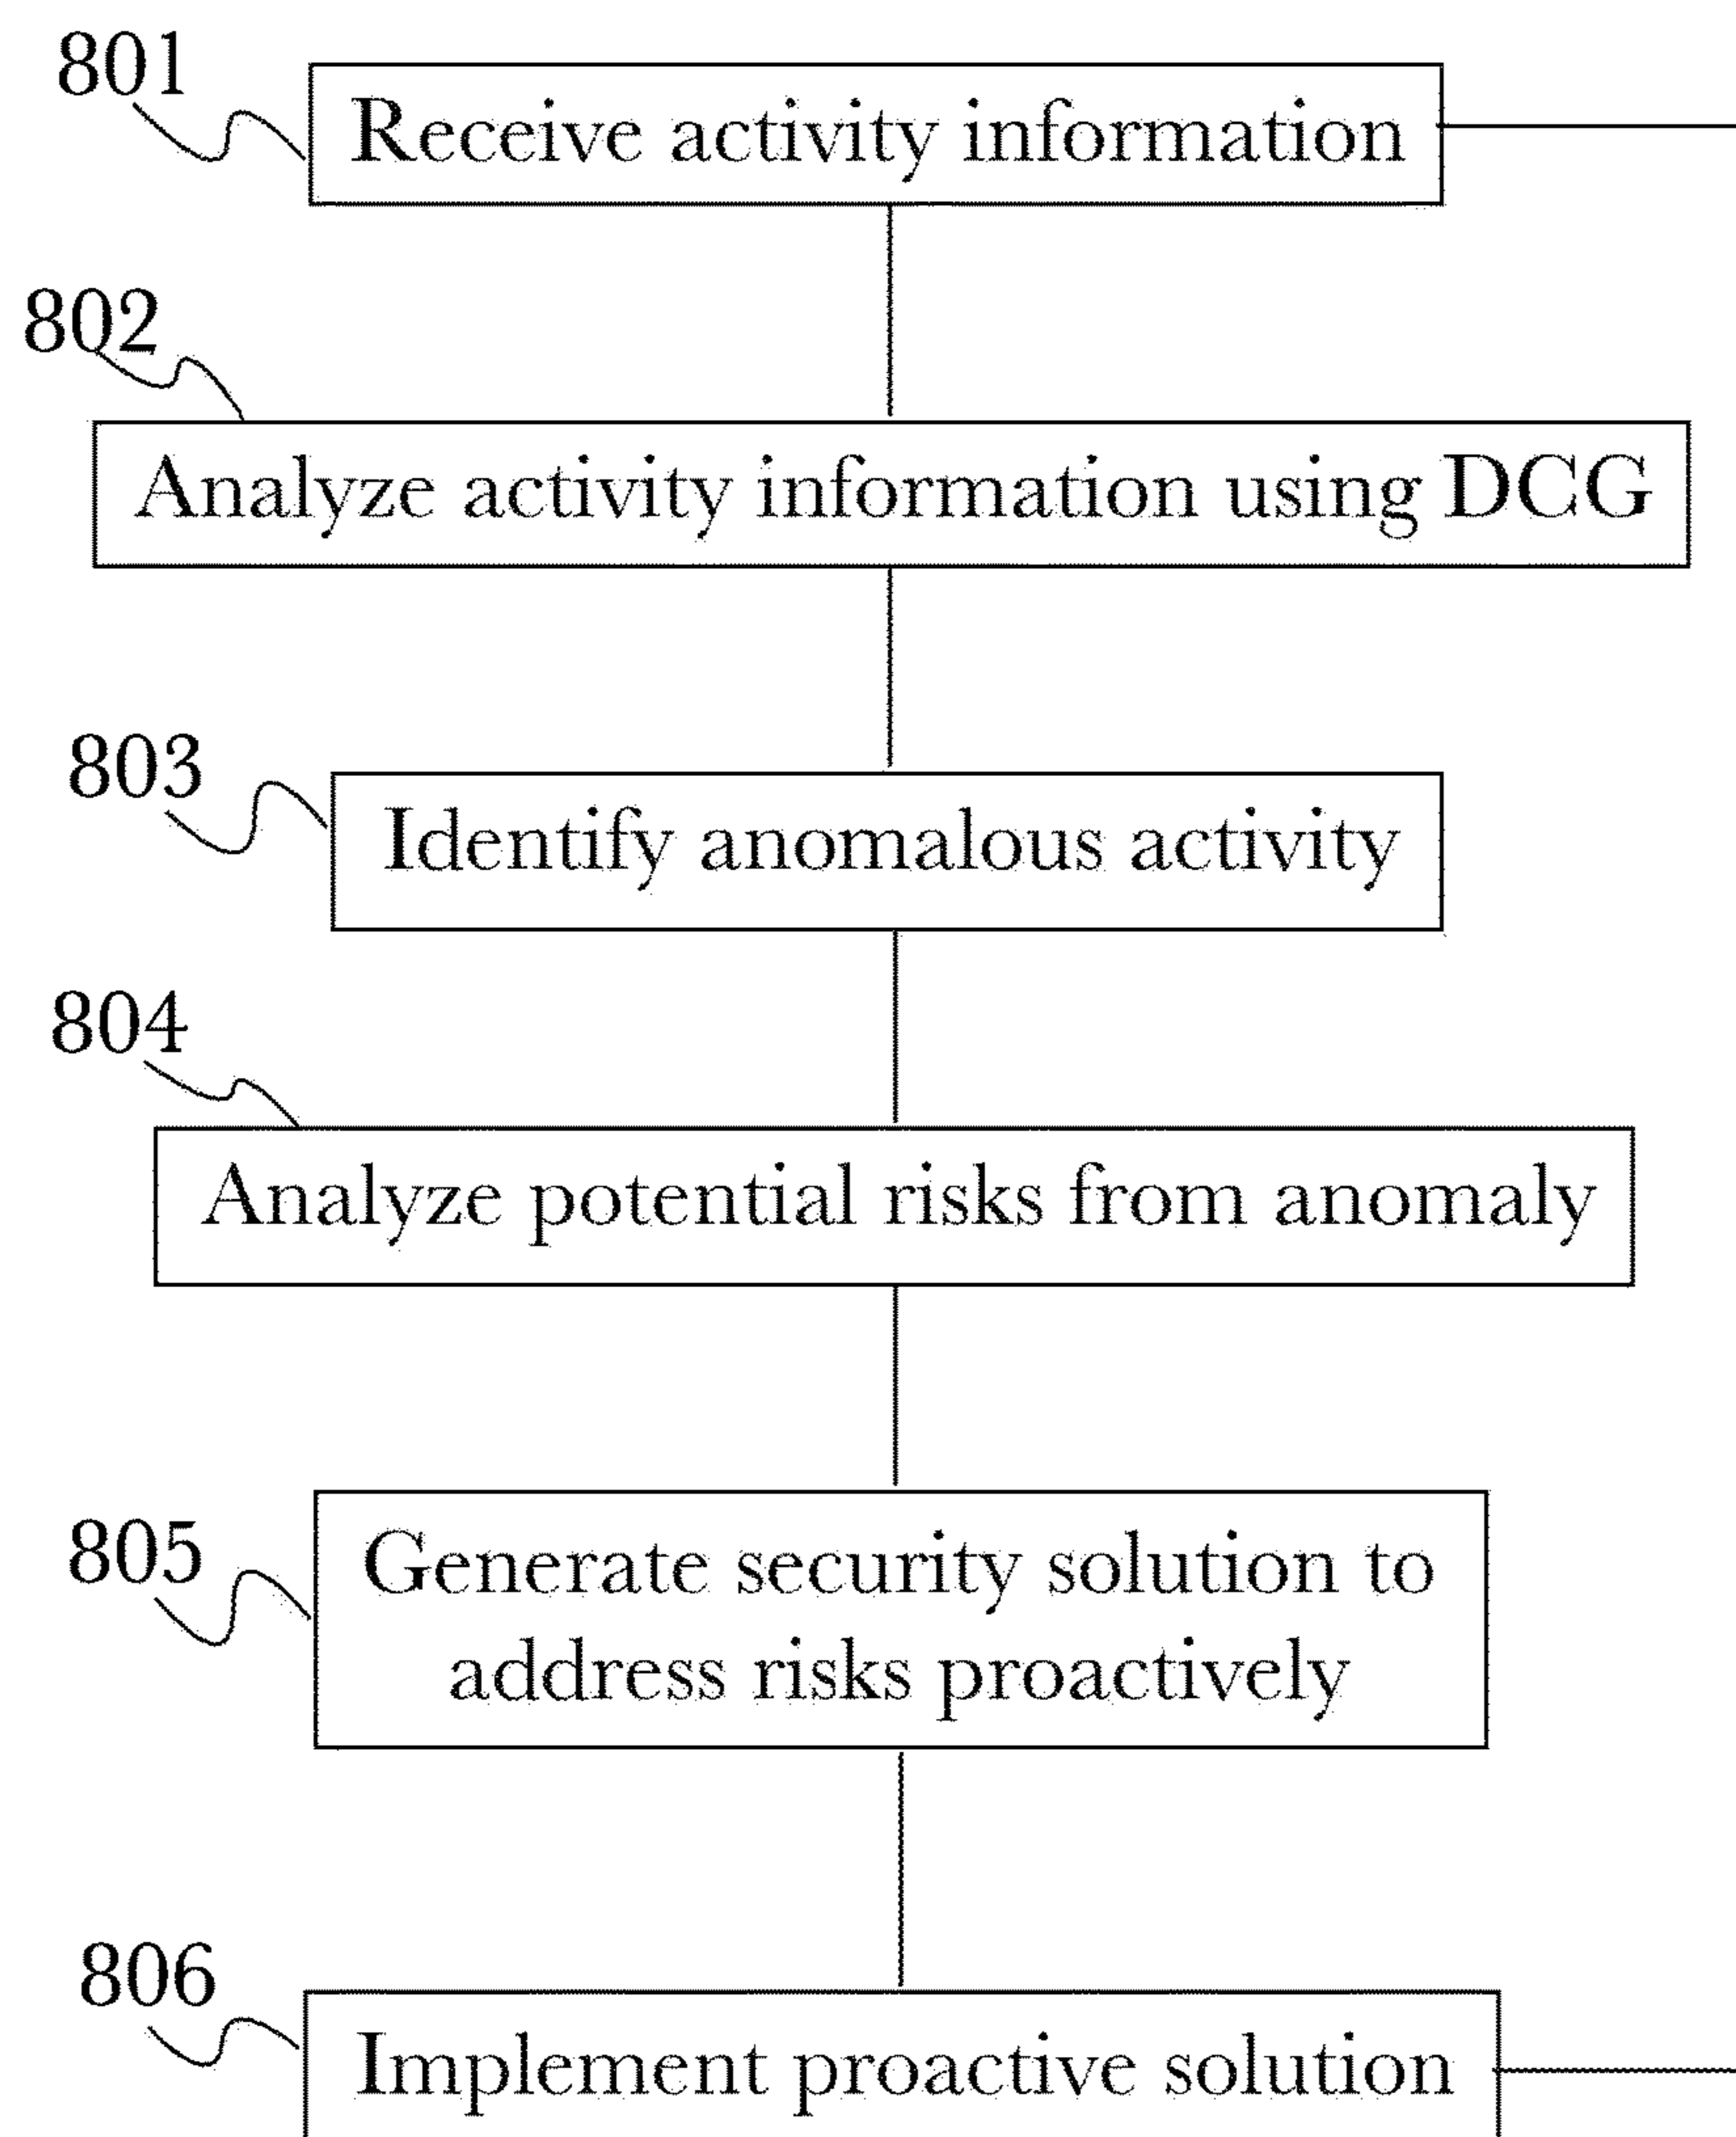 801
Receive activity information
802
Analyze activity information using DCG
803
Identify anomalous activity
804
Analyze potential risks from anomaly
805
Generate security solution to
address risks proactively
806
Implement proactive solution